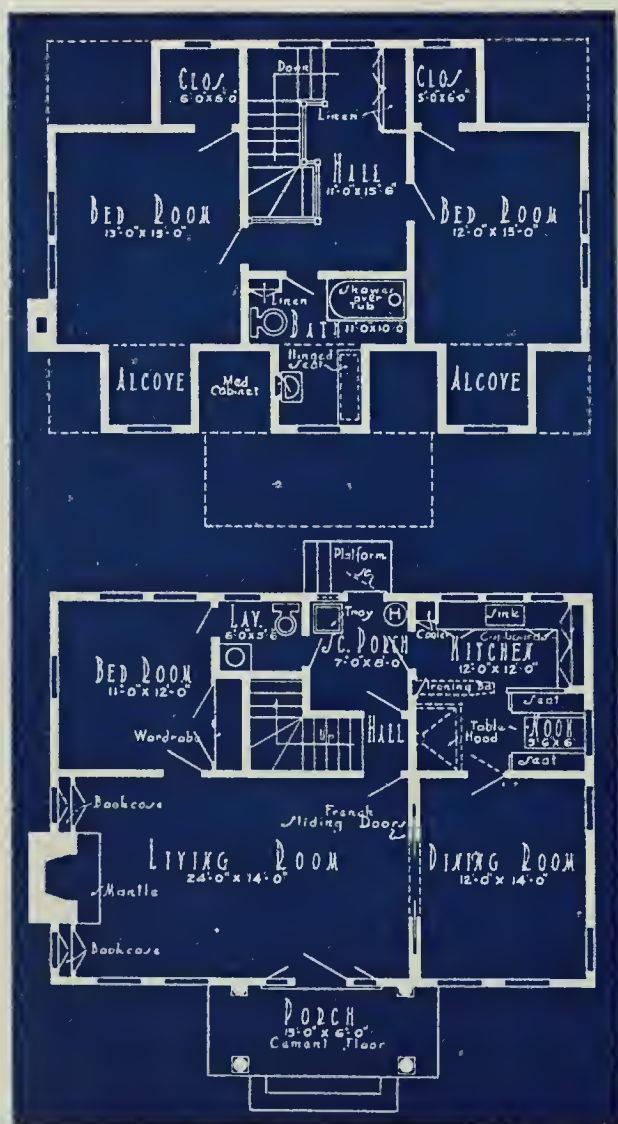 CLOS.
6'-0"X6'-0"
Down
Linen
CLOS
5'-0"X6'-0"
HALL
11'-0"X15'-6"
BED ROOM
13'-0"X15'-0"
BED ROOM
12'-0"X15'-0"
Linen
Shower
over
Tub
BATH 11'-0X10-0
ALCOVE
Med
Cabinet
Hinged
Seat
ALCOVE
Platform
LAV.
6'-0X5'-6
Tray
H
SC. PORCH
7'-0"X8'-0"
Cooler
Sink
Cupboards
KITCHEN
12'-0"X12'-0"
BED ROOM
11'-0"X12'-0"
Ironing Bd.
Seat
Wardrobe
Up
HALL
Table
Hood
NOOK
5'6X6
Seat
Bookcase
French
Sliding Doors
LIVING ROOM
24'-0"X14'-0"
DINING ROOM
12'-0"X14'-0"
Mantle
Bookcase
PORCH
15'-0"X6'-0"
Cement Floor